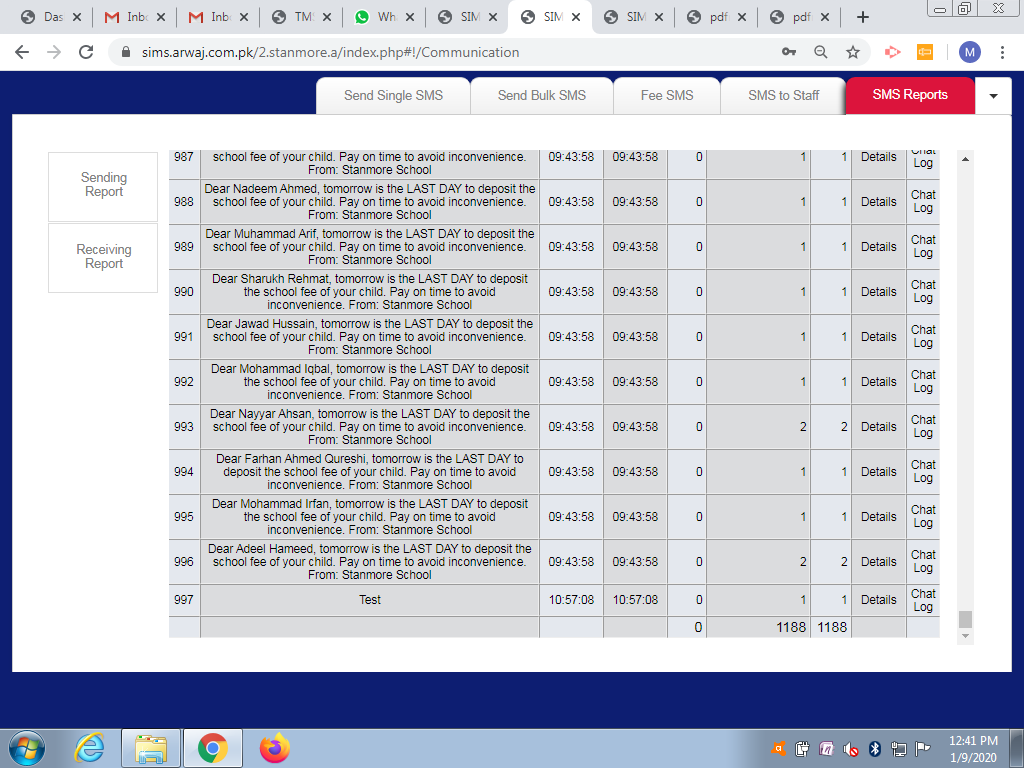 Das
Inbo
Inb
TM
Wh
SIM
SIM
SIM
pdf
pdf
sims.arwaj.com.pk/2.stanmore.a/index.php#!/Communication
M
Send Single SMS
Send Bulk SMS
Fee SMS
SMS to Staff
SMS Reports
Sending
Report
Receiving
Report
987 school fee of your child. Pay on time to avoid inconvenience. 09:43:58 09:43:58 0 1 1 Details Chat
From: Stanmore School Log
Dear Nadeem Ahmed, tomorrow is the LAST DAY to deposit the Chat
988 school fee of your child. Pay on time to avoid inconvenience. 09:43:58 09:43:58 0 1 1 Details Log
From: Stanmore School
Dear Muhammad Arif, tomorrow is the LAST DAY to deposit the Chat
989 school fee of your child. Pay on time to avoid inconvenience. 09:43:58 09:43:58 0 1 1 Details Log
From: Stanmore School
Dear Sharukh Rehmat, tomorrow is the LAST DAY to deposit Chat
990 the school fee of your child. Pay on time to avoid 09:43:58 09:43:58 0 1 1 Details Log
inconvenience. From: Stanmore School
Dear Jawad Hussain, tomorrow is the LAST DAY to deposit the Chat
991 school fee of your child. Pay on time to avoid inconvenience. 09:43:58 09:43:58 0 1 1 Details Log
From: Stanmore School
Dear Mohammad Iqbal, tomorrow is the LAST DAY to deposit Chat
992 the school fee of your child. Pay on time to avoid 09:43:58 09:43:58 0 1 1 Details Log
inconvenience. From: Stanmore School
Dear Nayyar Ahsan, tomorrow is the LAST DAY to deposit the Chat
993 school fee of your child. Pay on time to avoid inconvenience. 09:43:58 09:43:58 0 2 2 Details Log
From: Stanmore School
Dear Farhan Ahmed Qureshi, tomorrow is the LAST DAY to Chat
994 deposit the school fee of your child. Pay on time to avoid 09:43:58 09:43:58 0 1 1 Details Log
inconvenience. From: Stanmore School
Dear Mohammad Irfan, tomorrow is the LAST DAY to deposit Chat
995 the school fee of your child. Pay on time to avoid 09:43:58 09:43:58 0 1 1 Details Log
inconvenience. From: Stanmore School
Dear Adeel Hameed, tomorrow is the LAST DAY to deposit the Chat
996 school fee of your child. Pay on time to avoid inconvenience. 09:43:58 09:43:58 0 2 2 Details Log
From: Stanmore School
997 Test 10:57:08 10:57:08 0 1 1 Details Chat
Log
0 1188 1188
12:41 PM
1/9/2020